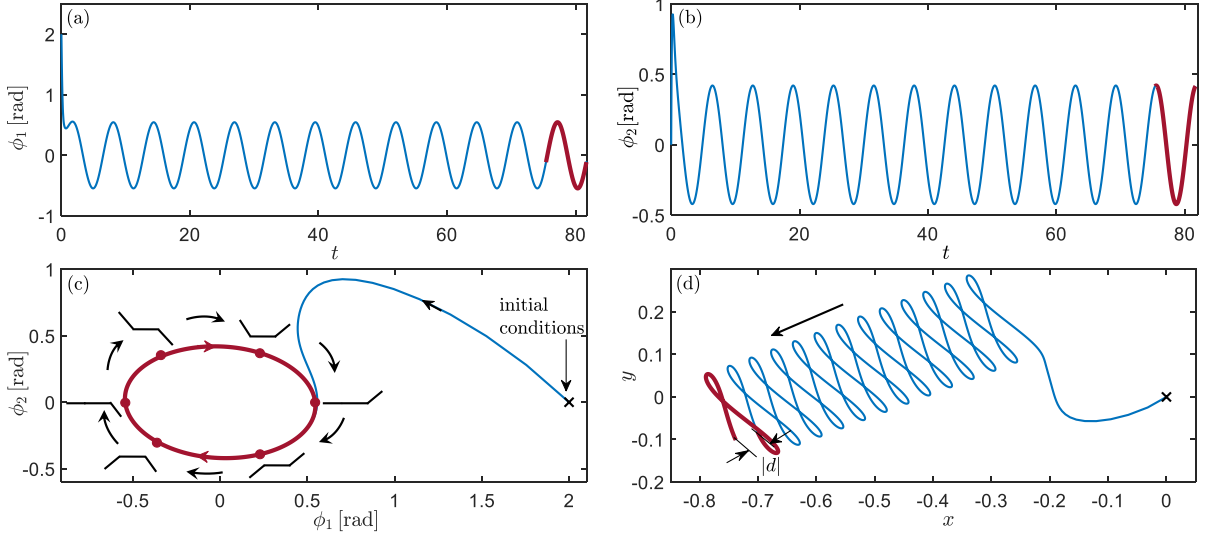 (a)
2
1
0
-1
ϕ₁ [rad]
0
20
40
60
80
t
(b)
1
0.5
0
-0.5
ϕ₂[rad]
0
20
40
60
80
t
(c)
1
0.5
0
-0.5
ϕ₂ [rad]
initial
conditions
-0.5
0
0.5
1
1.5
2
ϕ₁ [rad]
(d)
0.2
0.1
0
-0.1
-0.2
y
|d|
-0.8
-0.7
-0.6
-0.5
-0.4
-0.3
-0.2
-0.1
0
x